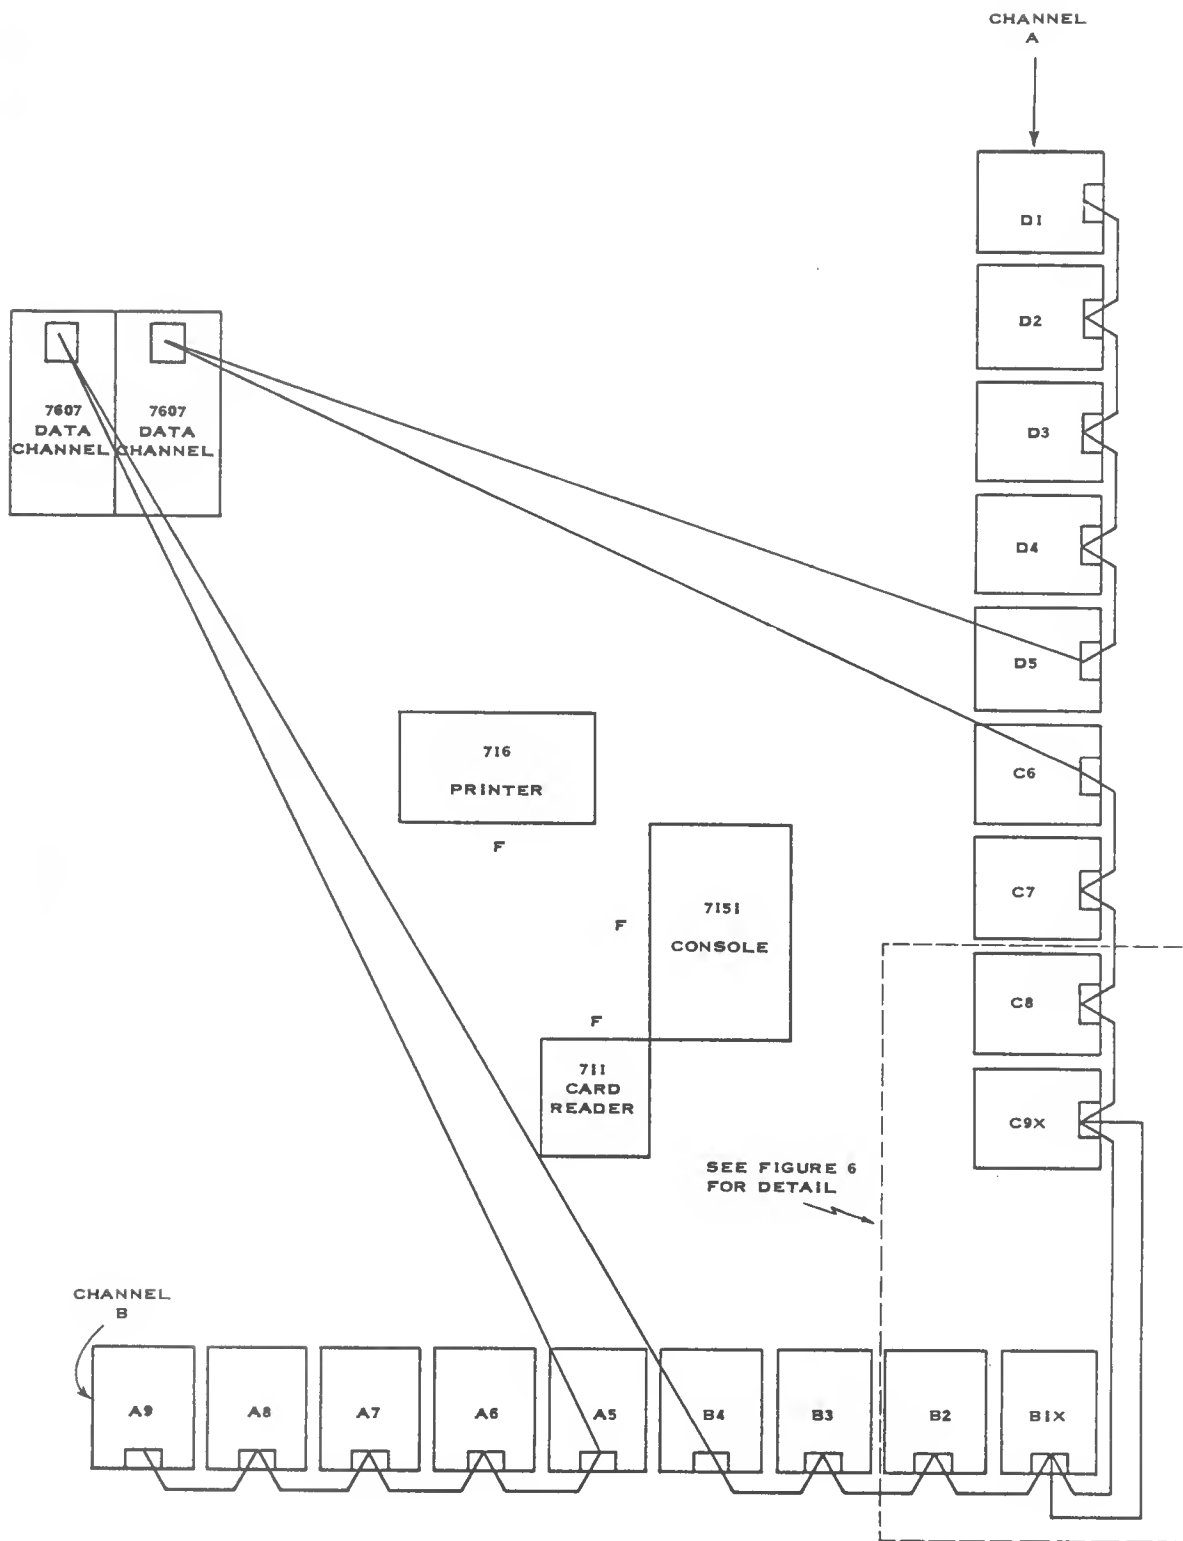 CHANNEL
A
D1
D2
7607
DATA
CHANNEL
7607
DATA
CHANNEL
D3
D4
D5
716
PRINTER
F
C6
C7
7151
CONSOLE
F
F
C8
711
CARD
READER
C9X
SEE FIGURE 6
FOR DETAIL
CHANNEL
B
A9
A8
A7
A6
A5
B4
B3
B2
B1X